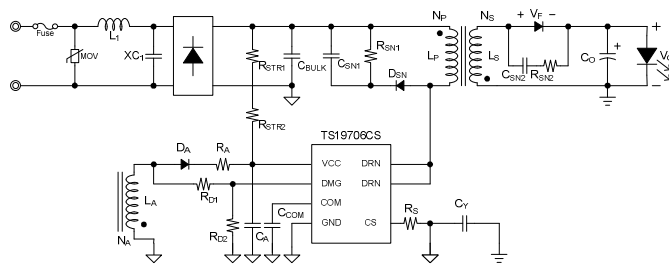 Fuse
MOV
L1
XC1
RSTR1
RSTR2
CBULK
CSN1
RSN1
DSN
NP
NS
LP
LS
+ VF −
CSN2
RSN2
CO
+
+
−
TS19706CS
VCC
DMG
COM
GND
DRN
DRN
CS
DA
RA
RD1
RD2
LA
NA
CA
CCOM
RS
CY